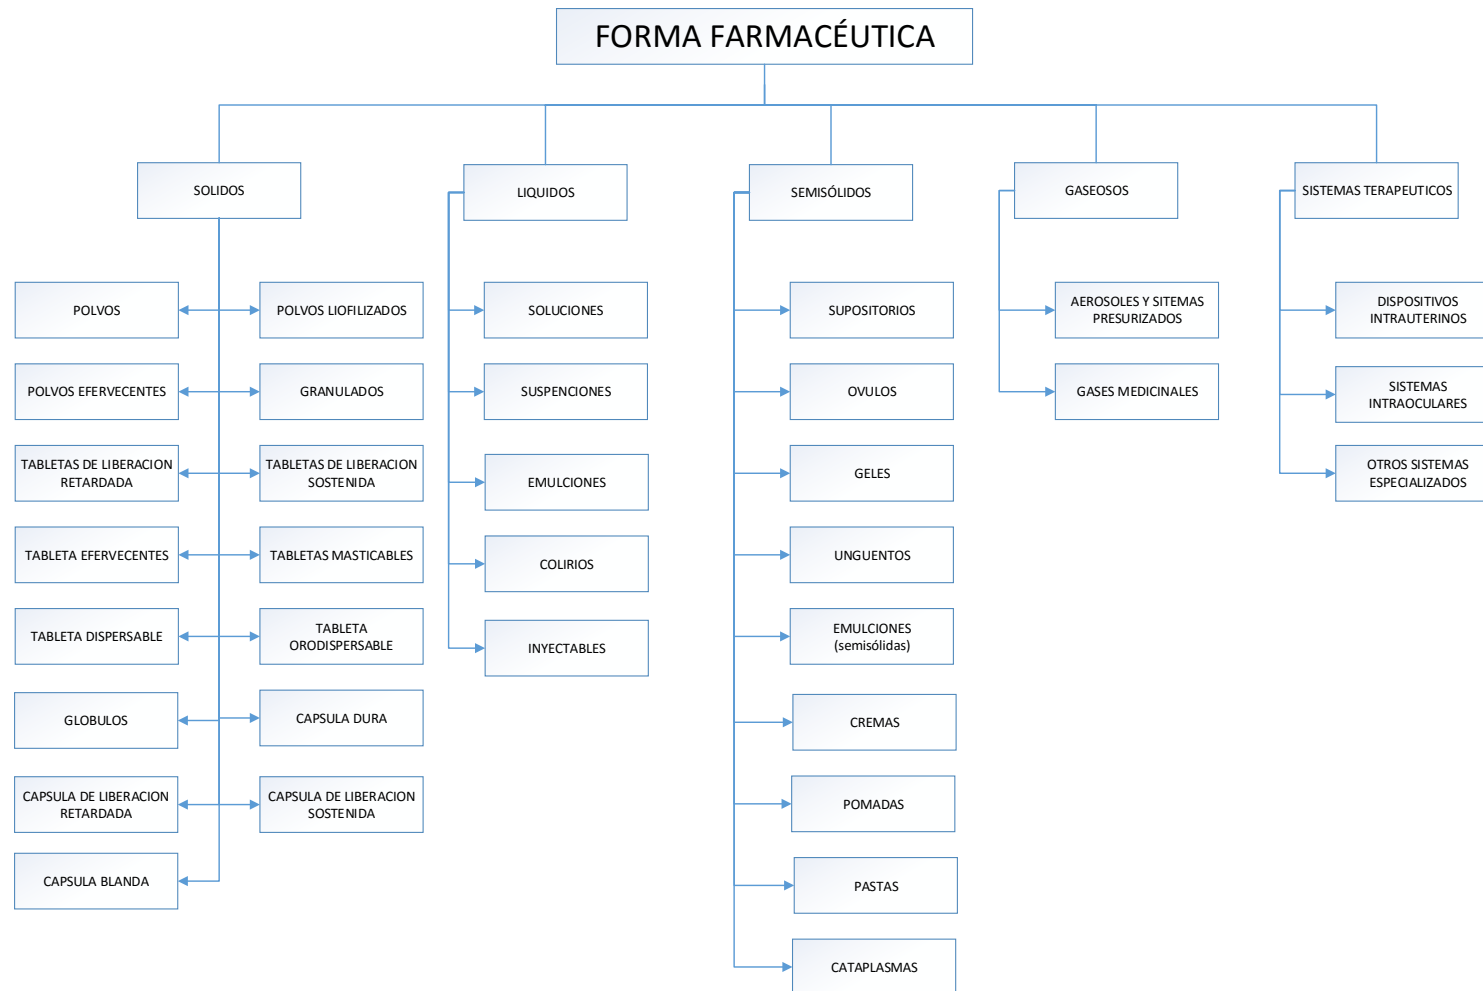 FORMA FARMACÉUTICA
SOLIDOS
LIQUIDOS
SEMISÓLIDOS
GASEOSOS
SISTEMAS TERAPEUTICOS
POLVOS
POLVOS LIOFILIZADOS
SOLUCIONES
SUPOSITORIOS
AEROSOLES Y SITEMAS
PRESURIZADOS
DISPOSITIVOS
INTRAUTERINOS
POLVOS EFERVECENTES
GRANULADOS
SUSPENCIONES
OVULOS
GASES MEDICINALES
SISTEMAS
INTRAOCULARES
TABLETAS DE LIBERACION
RETARDADA
TABLETAS DE LIBERACION
SOSTENIDA
EMULCIONES
GELES
OTROS SISTEMAS
ESPECIALIZADOS
TABLETA EFERVECENTES
TABLETAS MASTICABLES
COLIRIOS
UNGUENTOS
TABLETA DISPERSABLE
TABLETA
ORODISPERSABLE
INYECTABLES
EMULCIONES
(semisólidas)
GLOBULOS
CAPSULA DURA
CREMAS
CAPSULA DE LIBERACION
RETARDADA
CAPSULA DE LIBERACION
SOSTENIDA
POMADAS
CAPSULA BLANDA
PASTAS
CATAPLASMAS